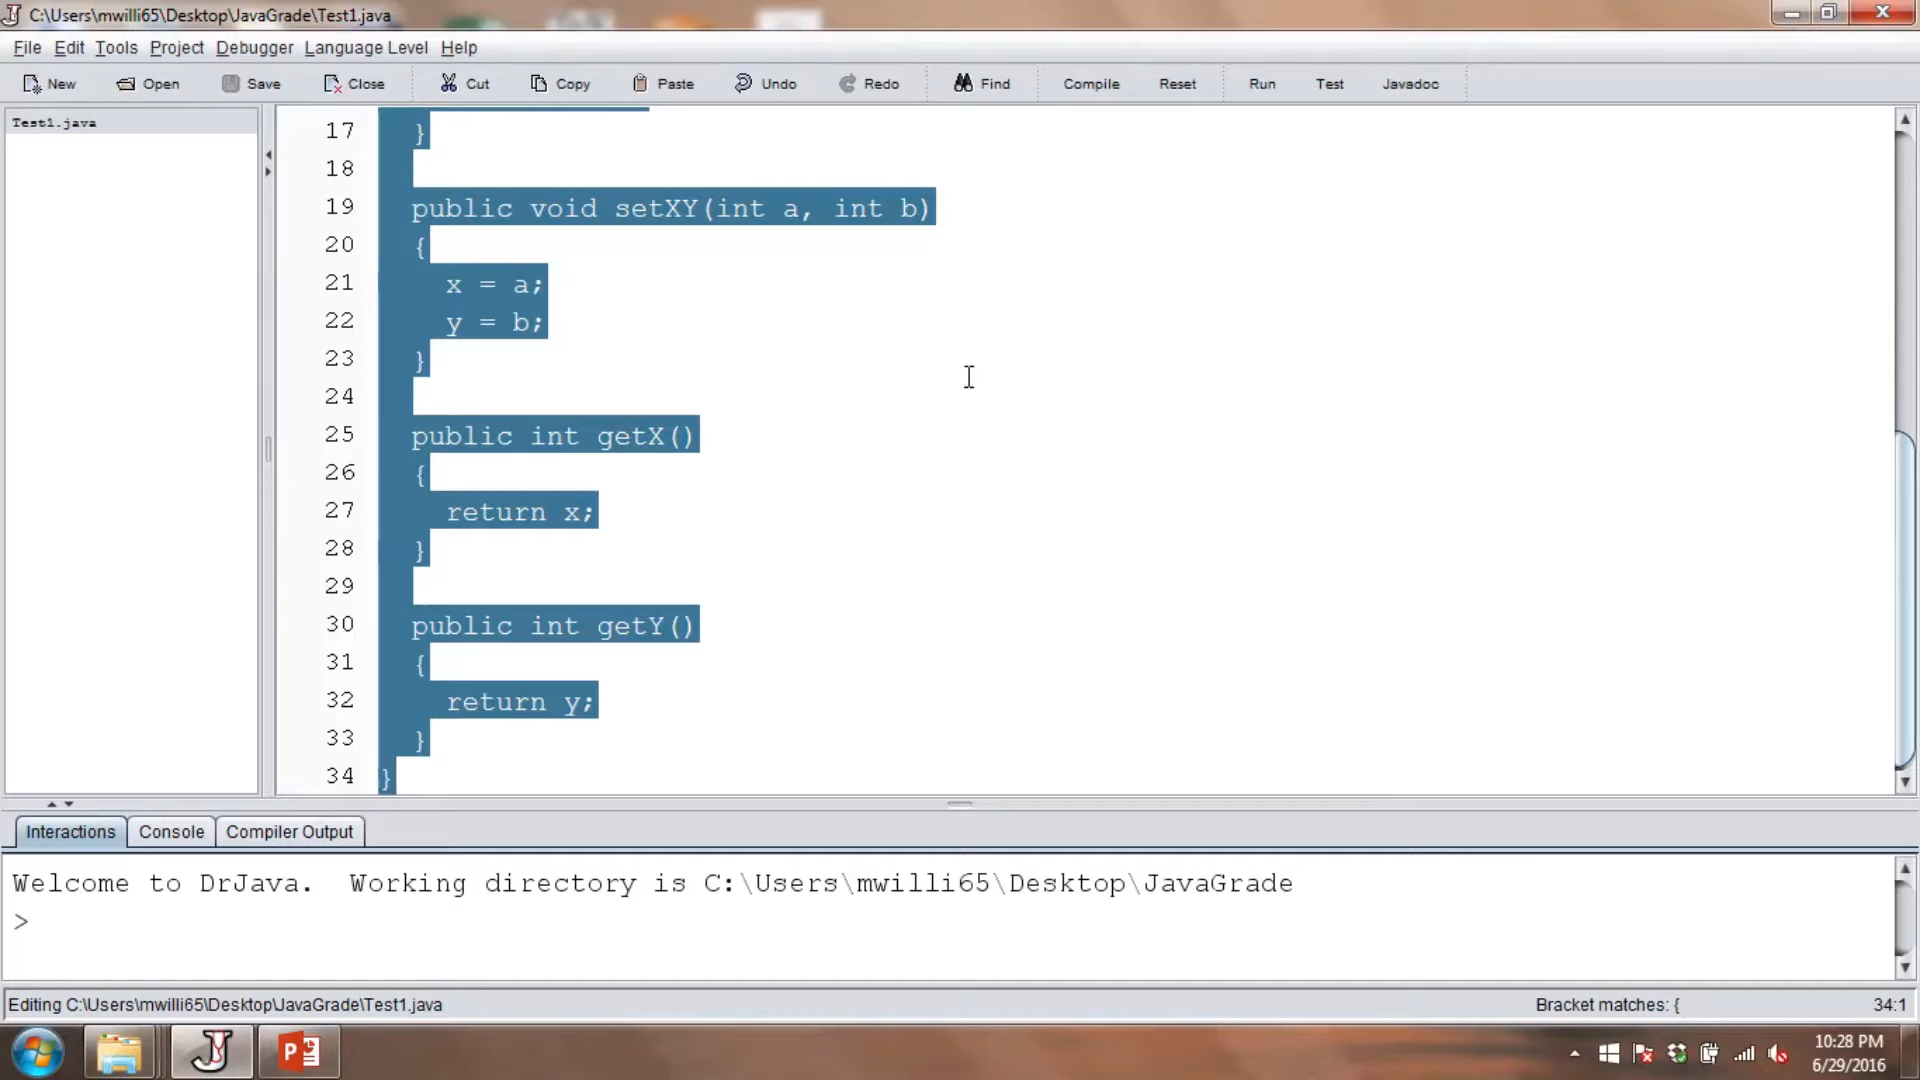 C:\Users\mwilli65\Desktop\JavaGrade\Test1.java
File Edit Tools Project Debugger Language Level Help
New Open Save Close Cut Copy Paste Undo Redo Find Compile Reset Run Test Javadoc
Test1.java
17 }
18
19 public void setXY(int a, int b)
20 {
21 x = a;
22 y = b;
23 }
24
25 public int getX()
26 {
27 return x;
28 }
29
30 public int getY()
31 {
32 return y;
33 }
34 }
Interactions Console Compiler Output
Welcome to DrJava. Working directory is C:\Users\mwilli65\Desktop\JavaGrade
>
Editing C:\Users\mwilli65\Desktop\JavaGrade\Test1.java Bracket matches: { 34:1
10:28 PM
6/29/2016